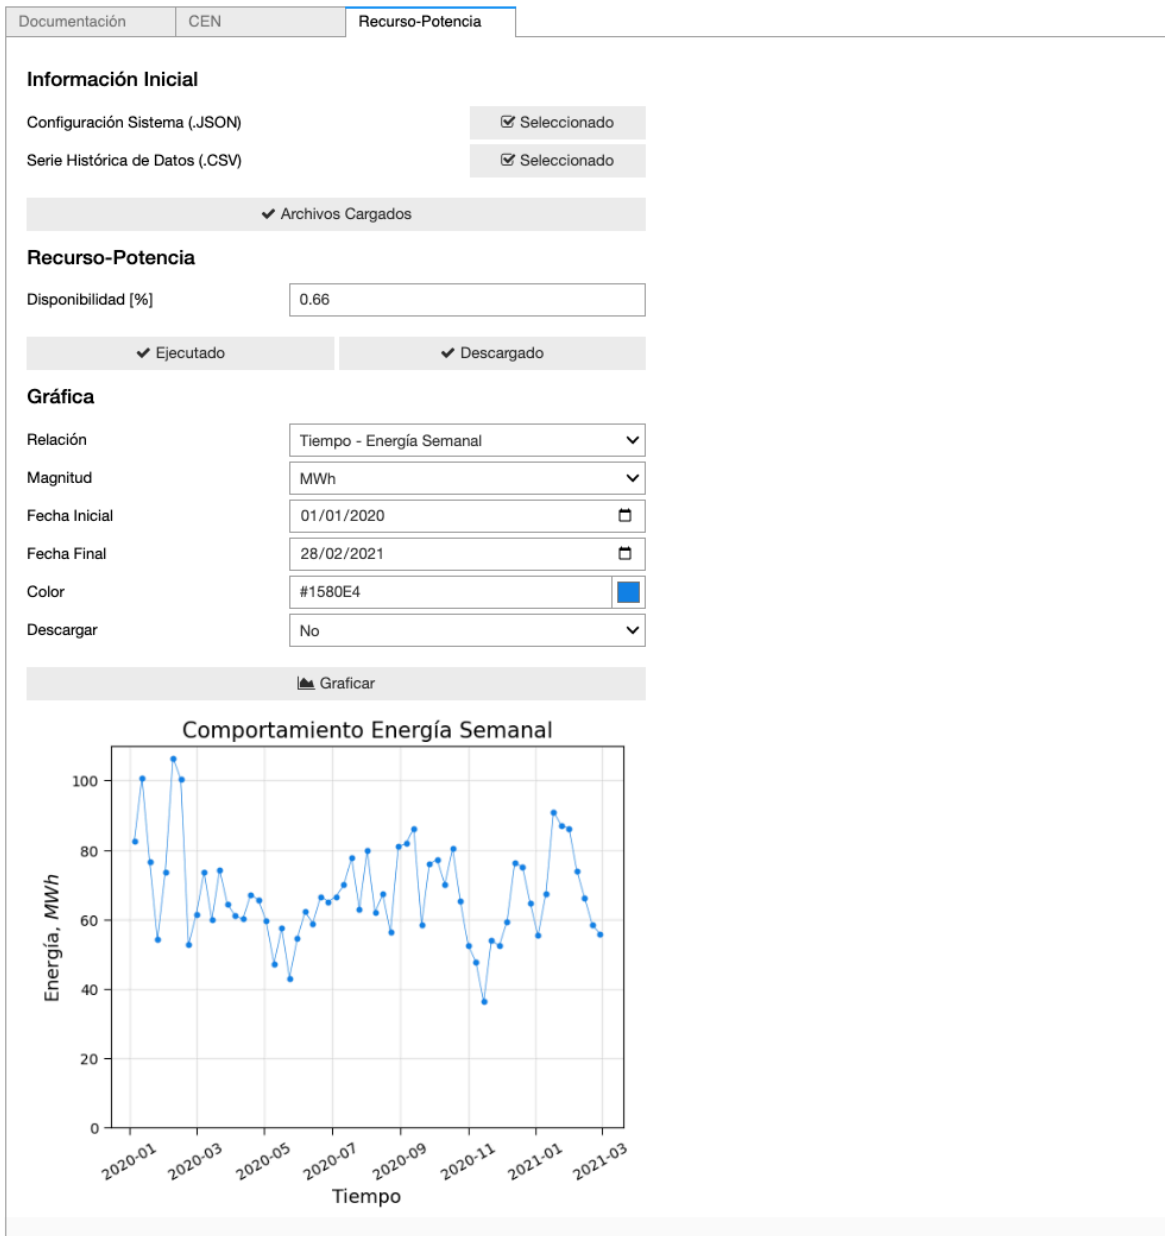 Documentación CEN Recurso-Potencia
Información Inicial
Configuración Sistema (.JSON) Seleccionado
Serie Histórica de Datos (.CSV) Seleccionado
Archivos Cargados
Recurso-Potencia
Disponibilidad [%] 0.66
Ejecutado Descargado
Gráfica
Relación Tiempo - Energía Semanal
Magnitud MWh
Fecha Inicial 01/01/2020
Fecha Final 28/02/2021
Color #1580E4
Descargar No
Graficar
Comportamiento Energía Semanal
100
80
60
40
20
0
Energía, MWh
2020-01 2020-03 2020-05 2020-07 2020-09 2020-11 2021-01 2021-03
Tiempo